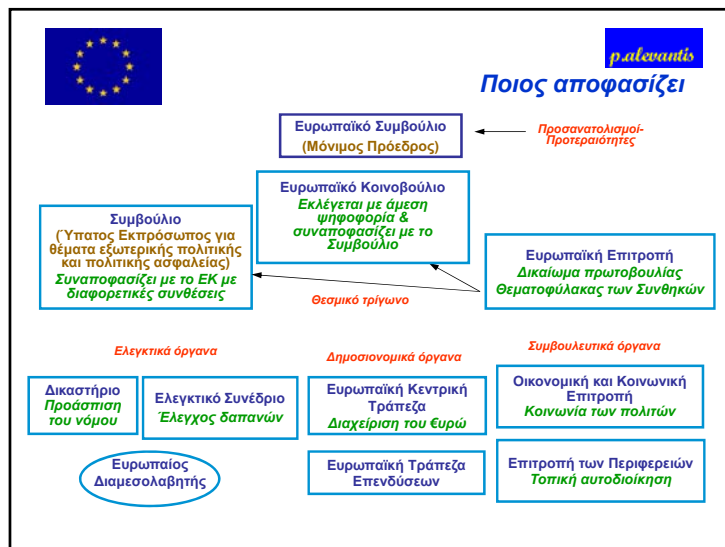 p.alevantis
Ποιος αποφασίζει
Ευρωπαϊκό Συμβούλιο
(Μόνιμος Πρόεδρος)
Προσανατολισμοί-
Προτεραιότητες
Ευρωπαϊκό Κοινοβούλιο
Εκλέγεται με άμεση
ψηφοφορία &
συναποφασίζει με το
Συμβούλιο
Συμβούλιο
(Ύπατος Εκπρόσωπος για
θέματα εξωτερικής πολιτικής
και πολιτικής ασφαλείας)
Συναποφασίζει με το ΕΚ με
διαφορετικές συνθέσεις
Ευρωπαϊκή Επιτροπή
Δικαίωμα πρωτοβουλίας
Θεματοφύλακας των Συνθηκών
Θεσμικό τρίγωνο
Ελεγκτικά όργανα
Δημοσιονομικά όργανα
Συμβουλευτικά όργανα
Δικαστήριο
Προάσπιση
του νόμου
Ελεγκτικό Συνέδριο
Έλεγχος δαπανών
Ευρωπαϊκή Κεντρική
Τράπεζα
Διαχείριση του €υρώ
Οικονομική και Κοινωνική
Επιτροπή
Κοινωνία των πολιτών
Ευρωπαίος
Διαμεσολαβητής
Ευρωπαϊκή Τράπεζα
Επενδύσεων
Επιτροπή των Περιφερειών
Τοπική αυτοδιοίκηση